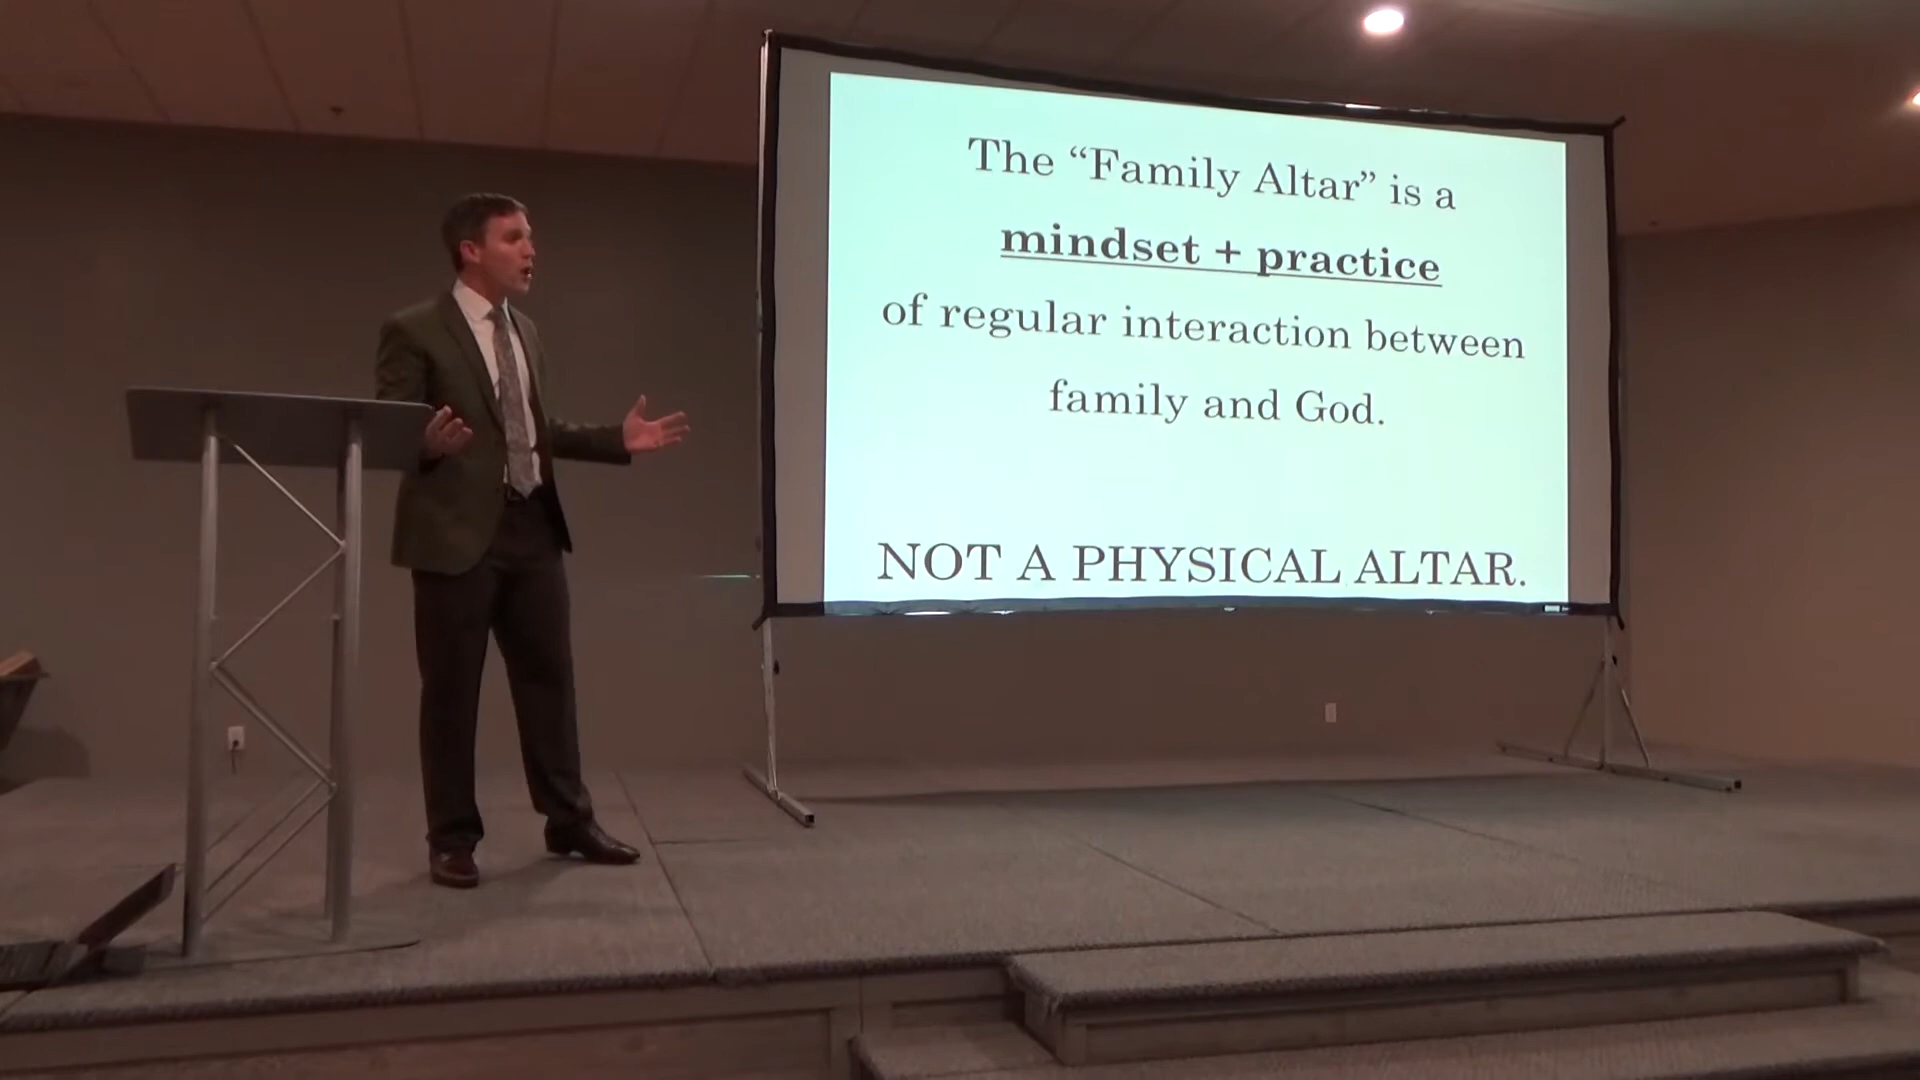 The “Family Altar” is a
mindset + practice
of regular interaction between
family and God.
NOT A PHYSICAL ALTAR.